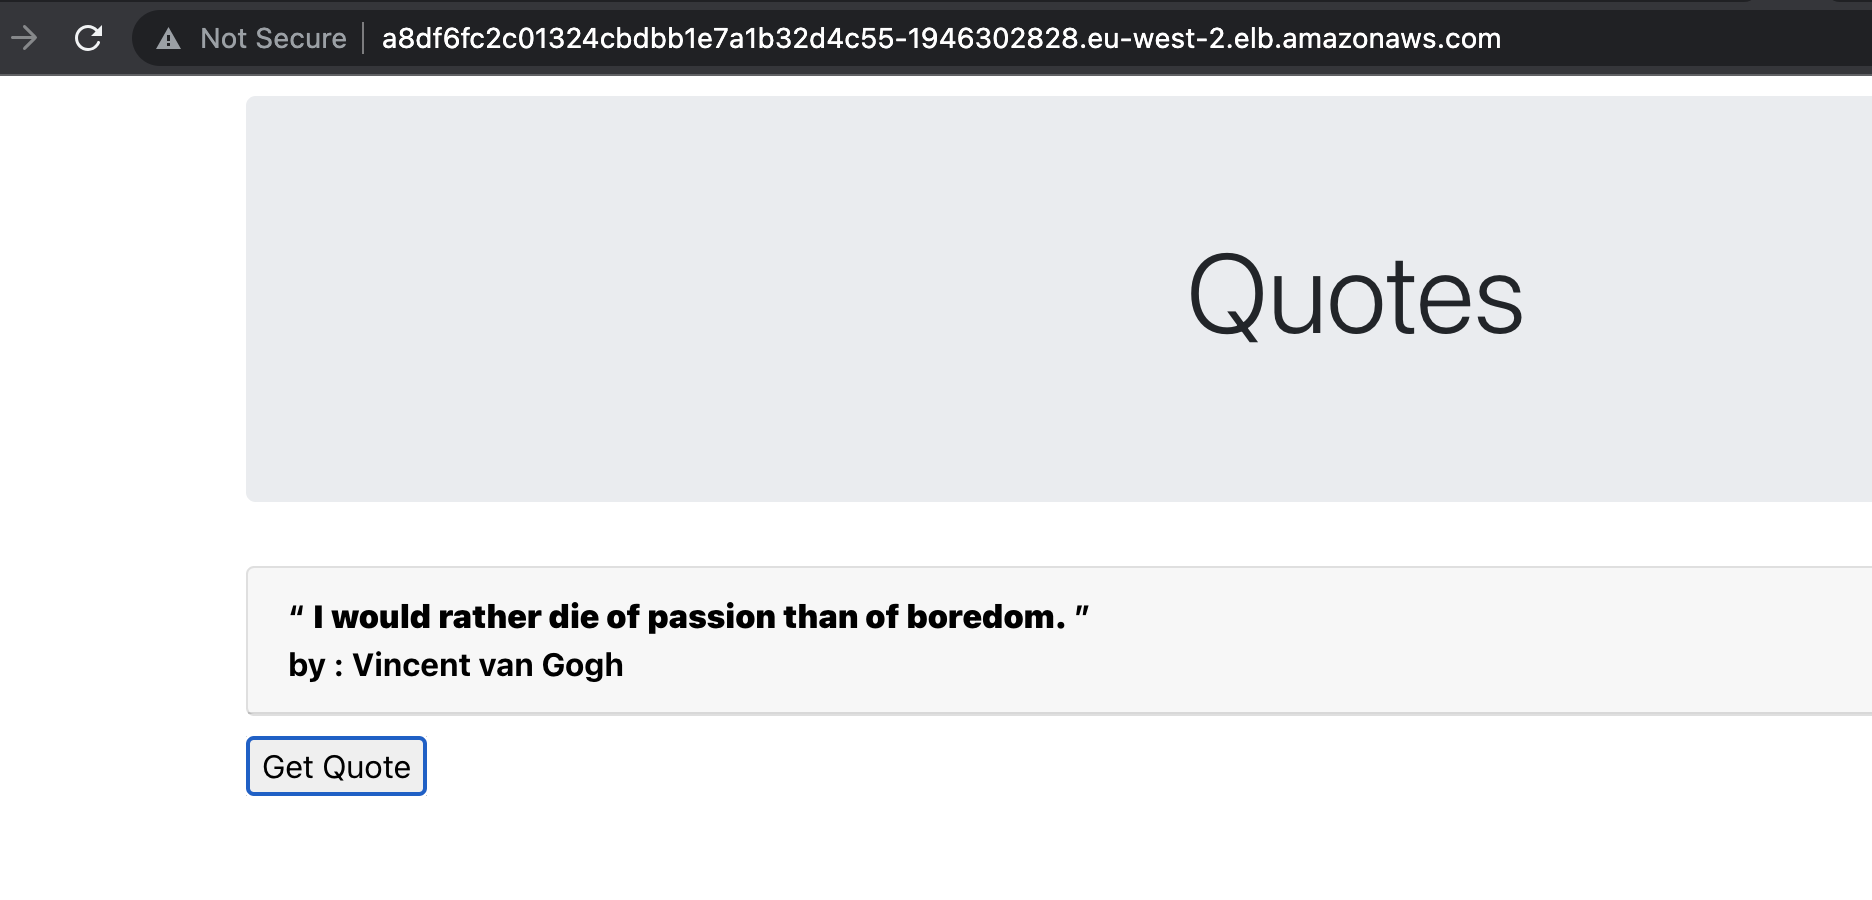 Not Secure | a8df6fc2c01324cbdbb1e7a1b32d4c55-1946302828.eu-west-2.elb.amazonaws.com
Quotes
“ I would rather die of passion than of boredom. ”
by : Vincent van Gogh
Get Quote